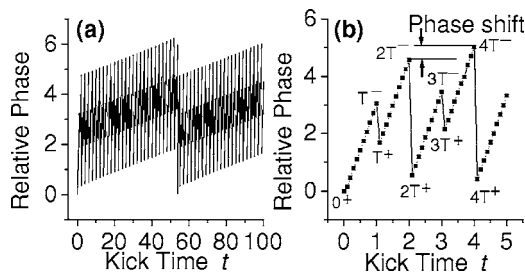 (a)
6
4
2
0
Relative Phase
0 20 40 60 80 100
Kick Time t
(b) Phase shift
6
4
2
0
Relative Phase
2T⁻ 4T⁻
T⁻ 3T⁻
T⁺ 3T⁺
0⁺ 2T⁺ 4T⁺
0 1 2 3 4 5 6
Kick Time t